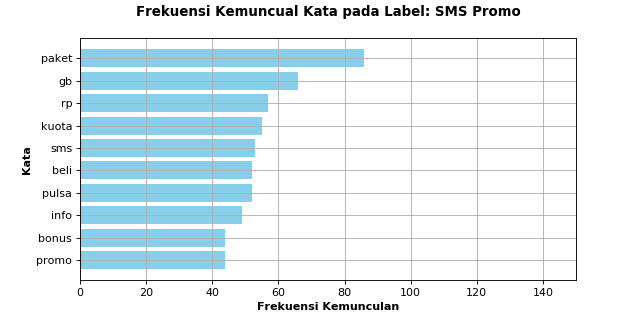 Frekuensi Kemuncual Kata pada Label: SMS Promo
Kata
paket
gb
rp
kuota
sms
beli
pulsa
info
bonus
promo
0 20 40 60 80 100 120 140
Frekuensi Kemunculan